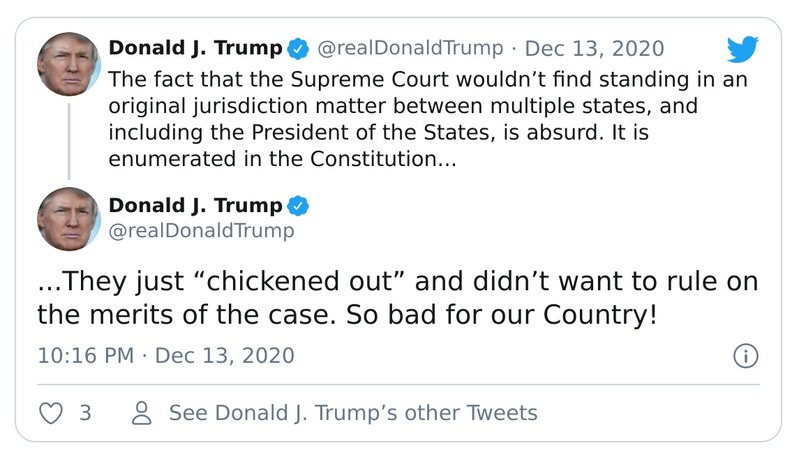 Donald J. Trump @realDonaldTrump · Dec 13, 2020
The fact that the Supreme Court wouldn’t find standing in an
original jurisdiction matter between multiple states, and
including the President of the States, is absurd. It is
enumerated in the Constitution...
Donald J. Trump
@realDonaldTrump
...They just “chickened out” and didn’t want to rule on
the merits of the case. So bad for our Country!
10:16 PM · Dec 13, 2020
3 See Donald J. Trump’s other Tweets